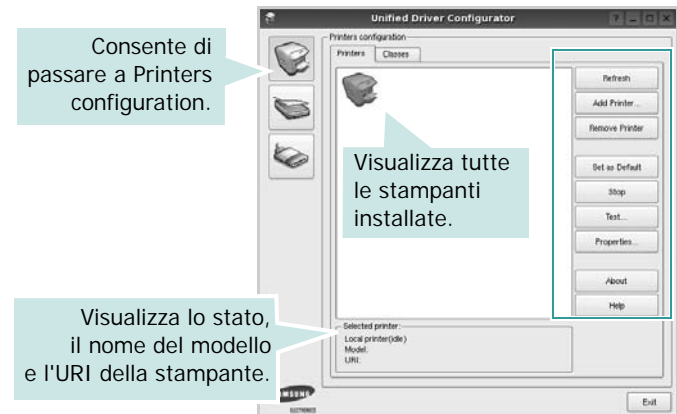 Unified Driver Configurator
Consente di
passare a Printers
configuration.
Printers configuration
Printers
Classes
Refresh
Add Printer...
Remove Printer
Set as Default
Stop
Test...
Properties...
About
Help
Visualizza tutte
le stampanti
installate.
Visualizza lo stato,
il nome del modello
e l'URI della stampante.
Selected printer:
Local printer(idle)
Model:
URI:
ELECTRONICS
Exit